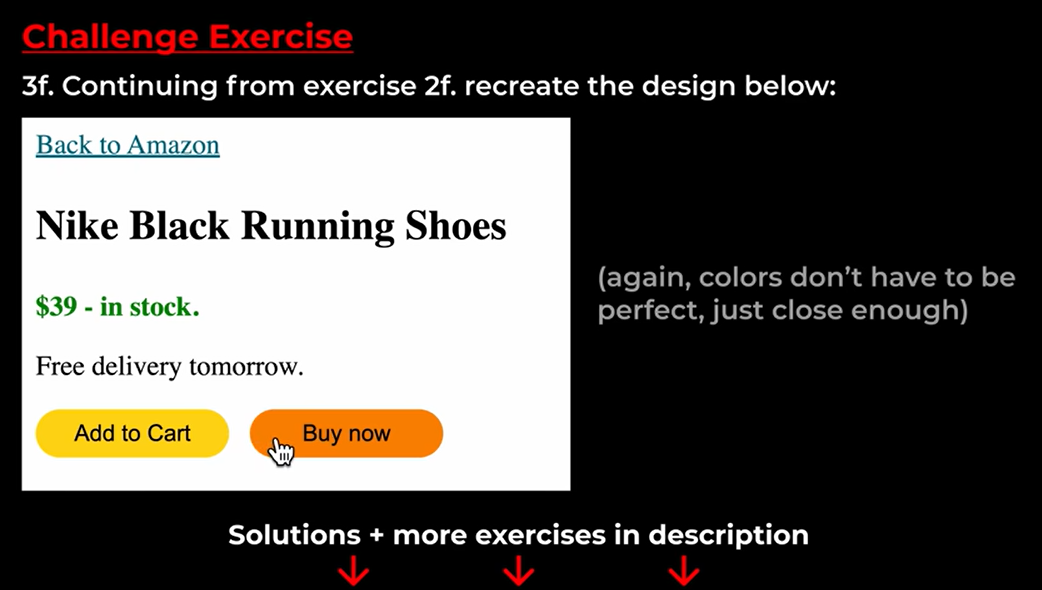 Challenge Exercise
3f. Continuing from exercise 2f. recreate the design below:
Back to Amazon
Nike Black Running Shoes
$39 - in stock.
Free delivery tomorrow.
Add to Cart
Buy now
(again, colors don’t have to be
perfect, just close enough)
Solutions + more exercises in description